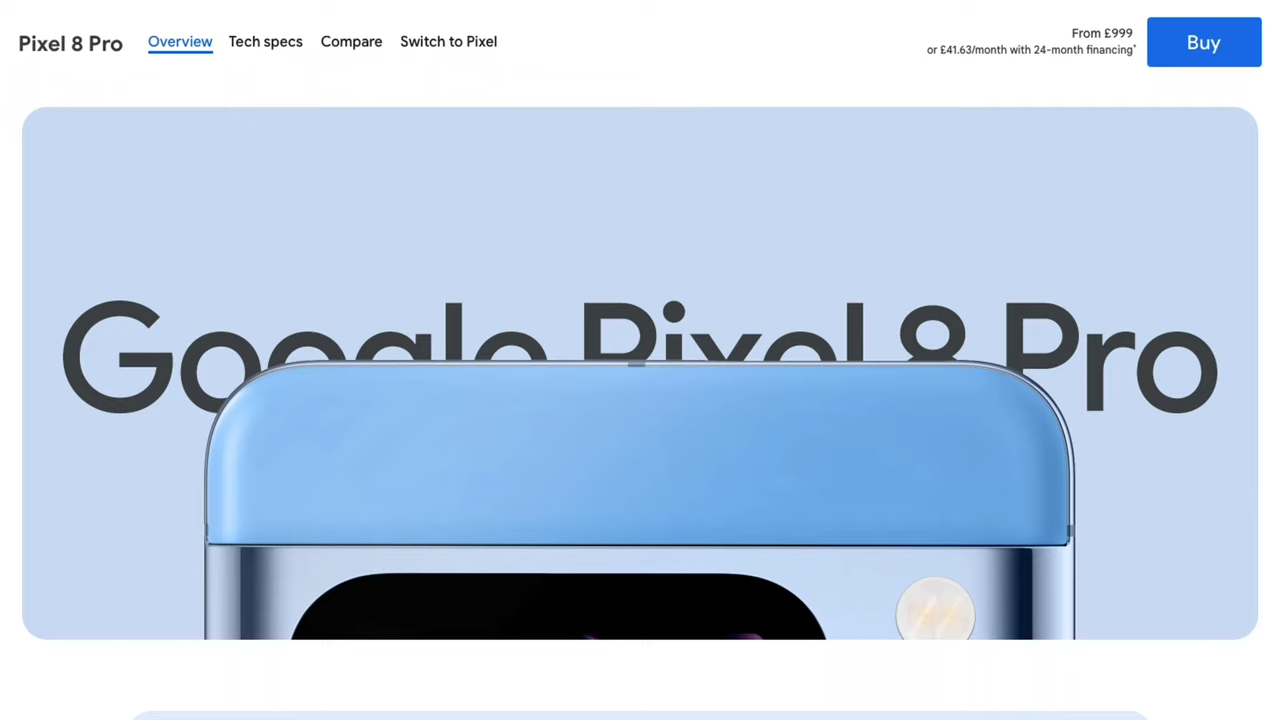 Pixel 8 Pro
Overview
Tech specs
Compare
Switch to Pixel
From £999
or £41.63/month with 24-month financing*
Buy
Google Pixel 8 Pro